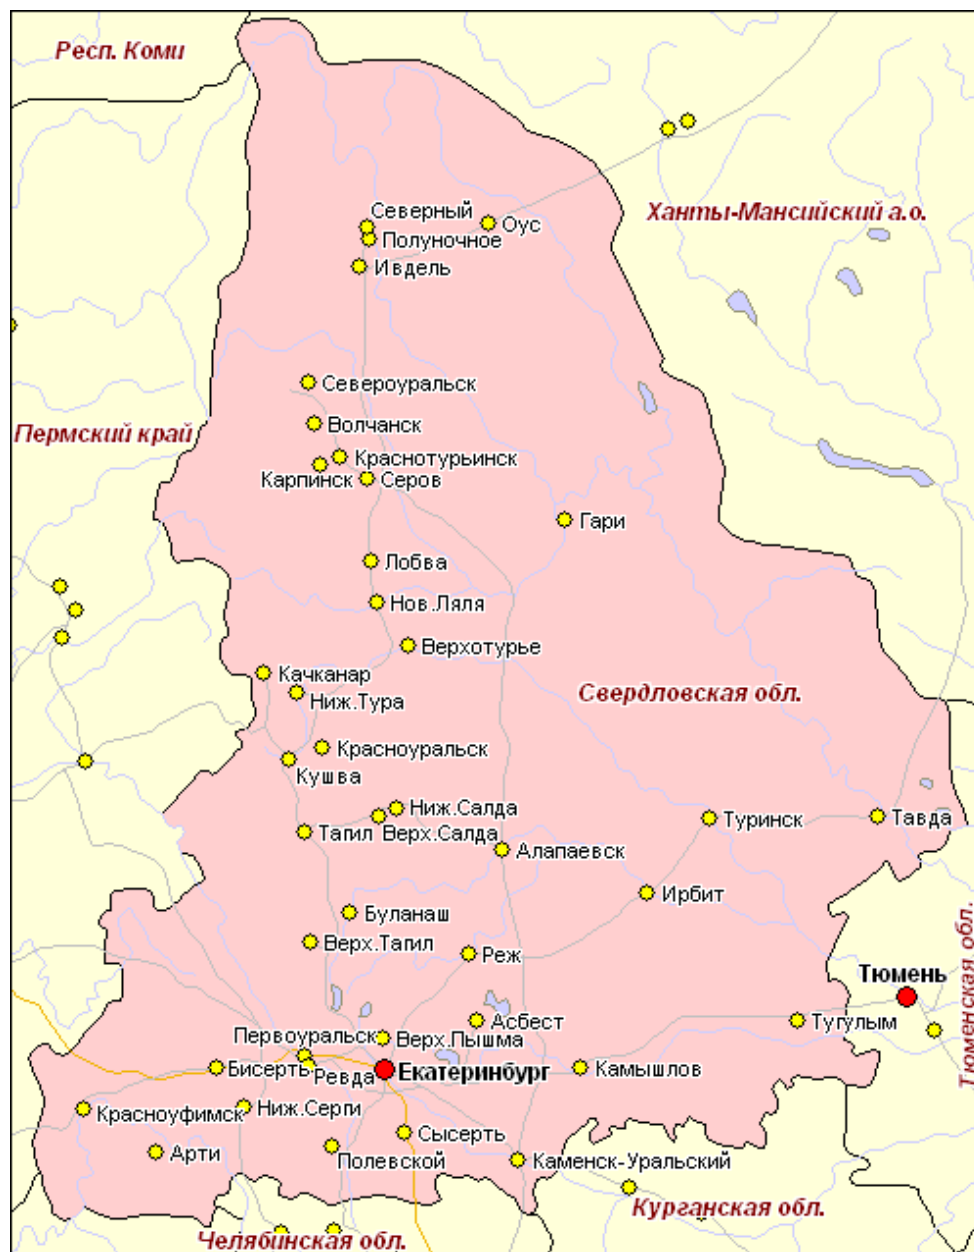 Респ. Коми
Ханты-Мансийский а.о.
Северный
Оус
Полуночное
Ивдель
Североуральск
Волчанск
Пермский край
Краснотурьинск
Карпинск
Серов
Гари
Лобва
Нов.Ляля
Верхотурье
Качканар
Ниж.Тура
Свердловская обл.
Красноуральск
Кушва
Ниж.Салда
Тагил
Верх.Салда
Туринск
Тавда
Алапаевск
Ирбит
Буланаш
Верх.Тагил
Реж
Тюмень
Тюменская обл.
Асбест
Тугулым
Первоуральск
Верх.Пышма
Бисерть
Ревда
Екатеринбург
Камышлов
Красноуфимск
Ниж.Серги
Сысерть
Арти
Полевской
Каменск-Уральский
Курганская обл.
Челябинская обл.